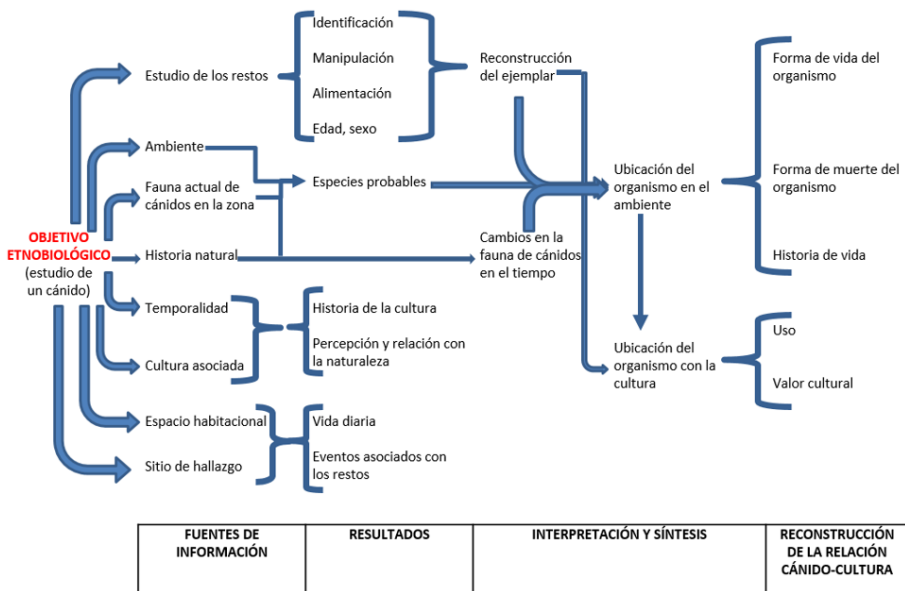 OBJETIVO
ETNOBIOLÓGICO
(estudio de
un cánido)
Estudio de los restos
Ambiente
Fauna actual de
cánidos en la zona
Historia natural
Temporalidad
Cultura asociada
Espacio habitacional
Sitio de hallazgo
Identificación
Manipulación
Alimentación
Edad, sexo
Especies probables
Historia de la cultura
Percepción y relación con
la naturaleza
Vida diaria
Eventos asociados con
los restos
Reconstrucción
del ejemplar
Cambios en la
fauna de cánidos
en el tiempo
Ubicación del
organismo en el
ambiente
Ubicación del
organismo con la
cultura
Forma de vida del
organismo
Forma de muerte del
organismo
Historia de vida
Uso
Valor cultural
FUENTES DE
INFORMACIÓN
RESULTADOS
INTERPRETACIÓN Y SÍNTESIS
RECONSTRUCCIÓN
DE LA RELACIÓN
CÁNIDO-CULTURA